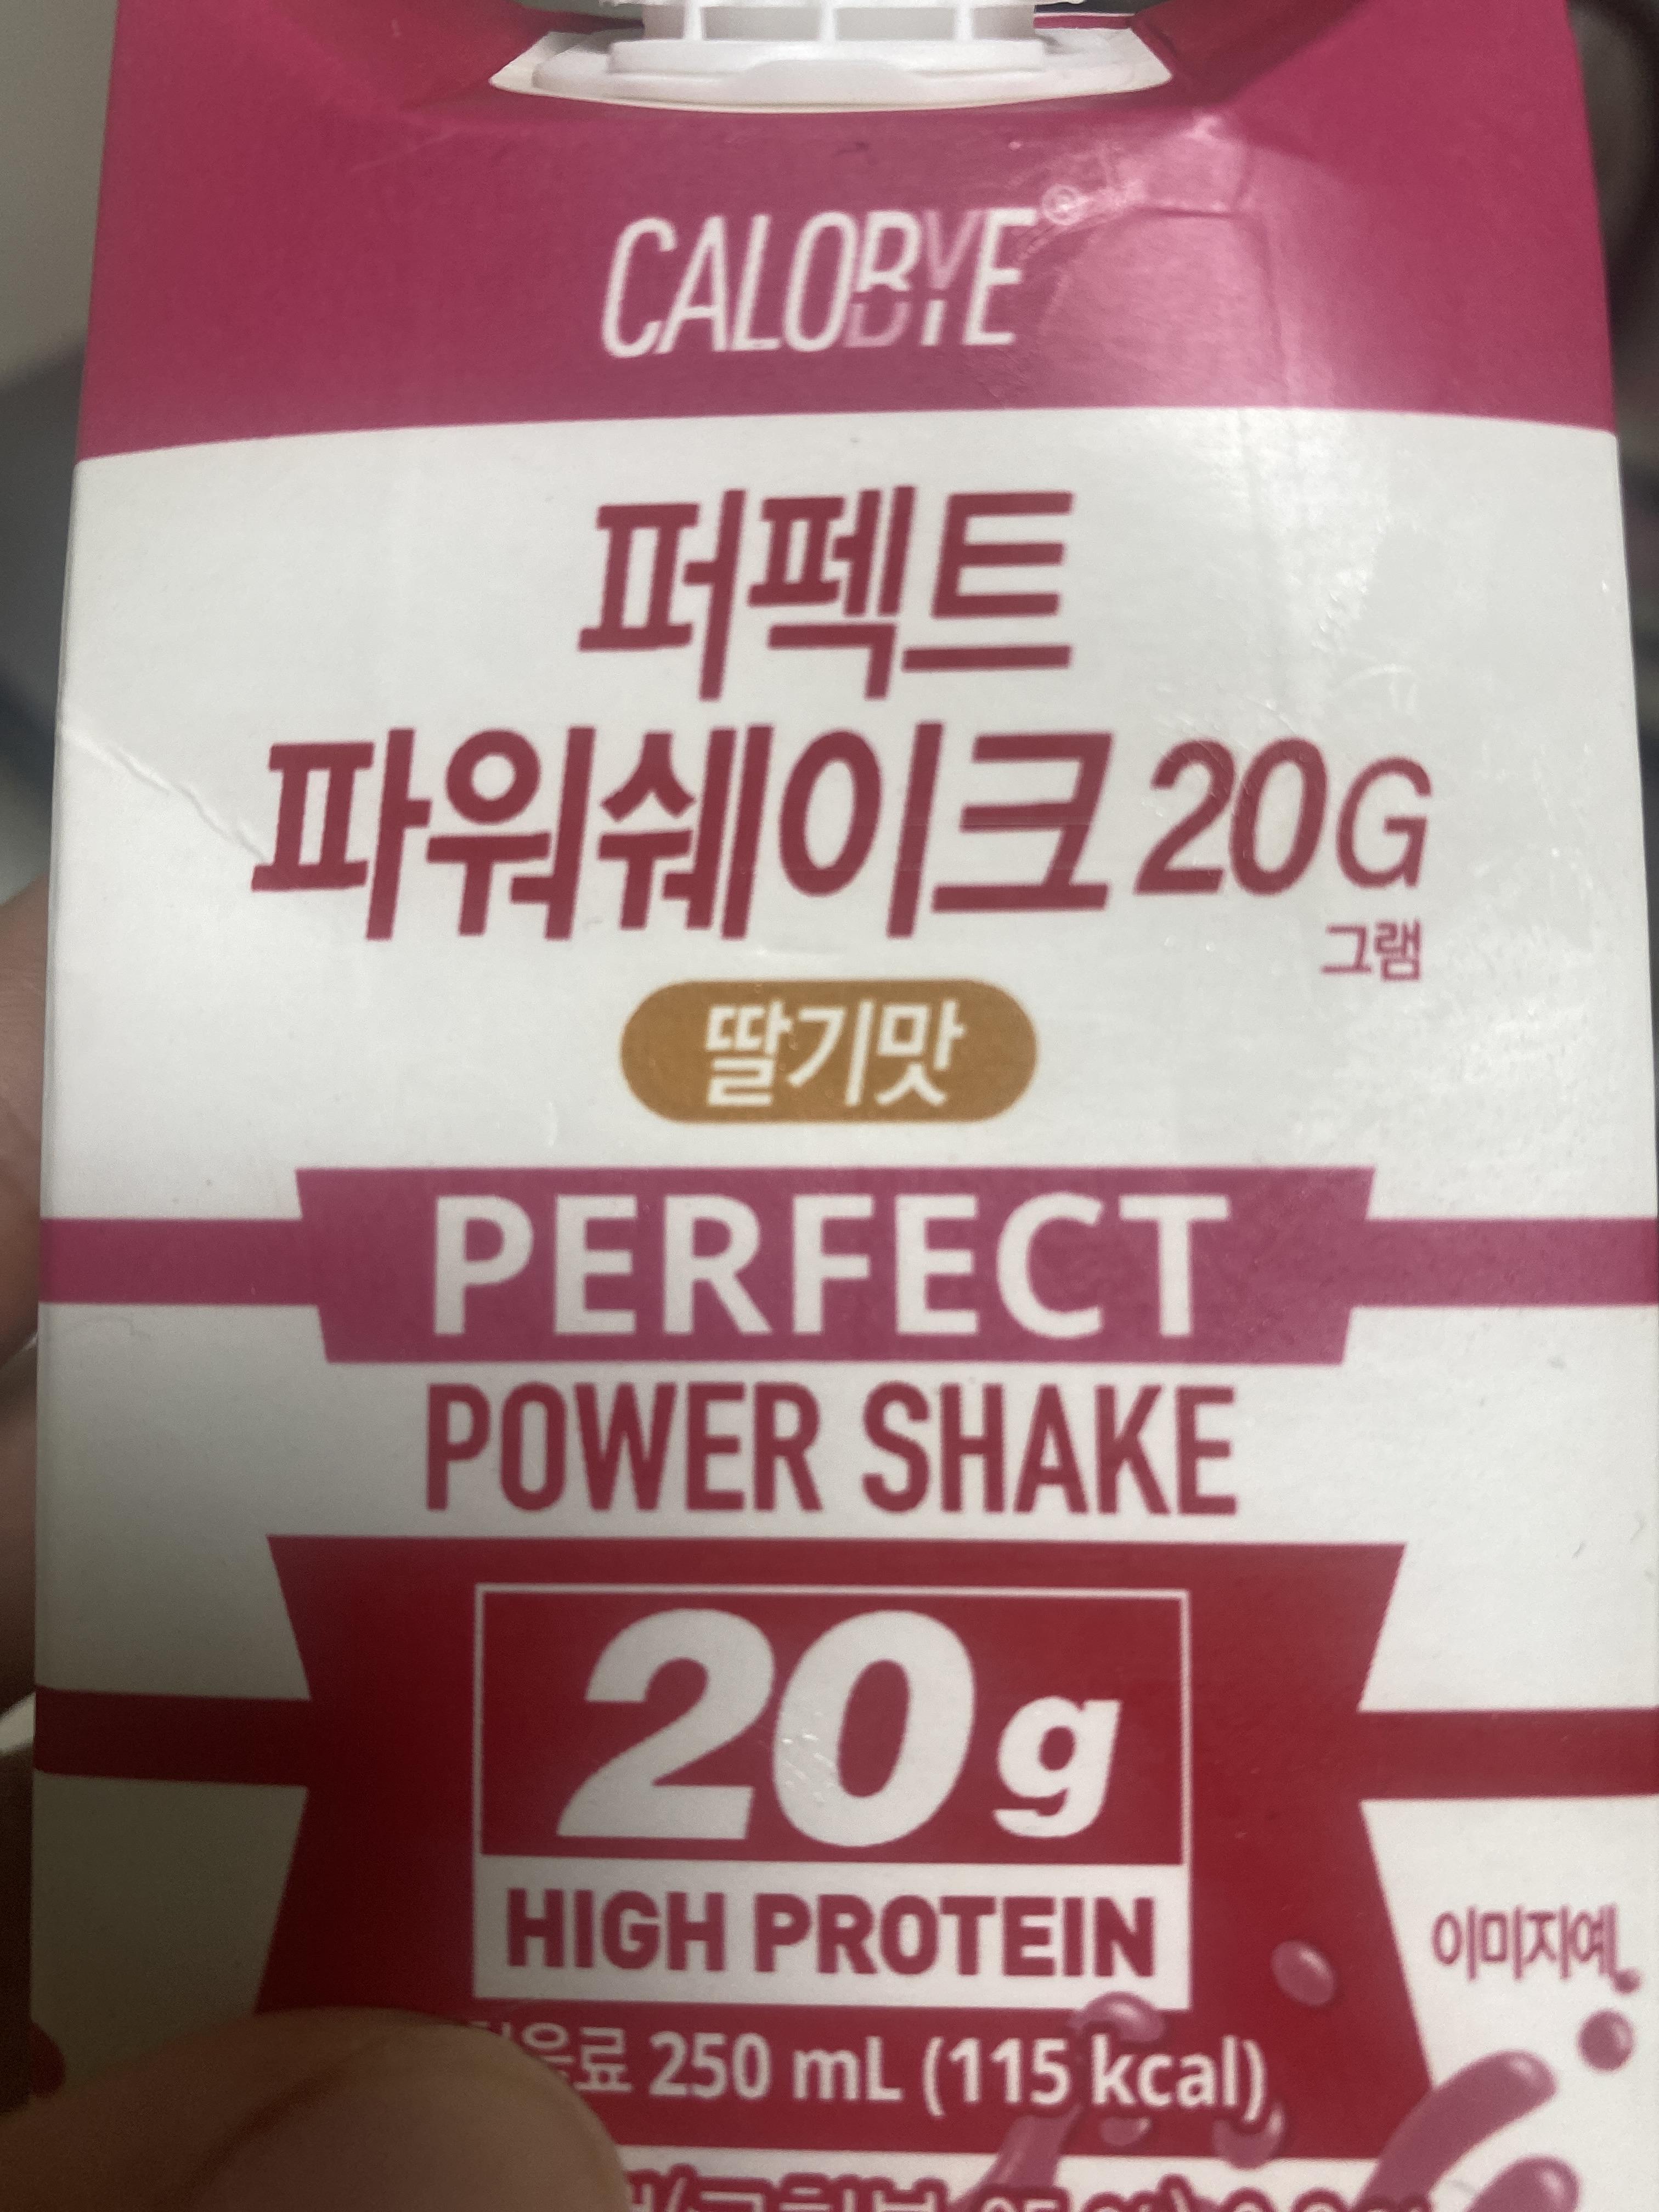 CALOBYE®
퍼펙트
파워쉐이크 20G
그램
딸기맛
PERFECT
POWER SHAKE
20g
HIGH PROTEIN
이미지예
250 mL (115 kcal)